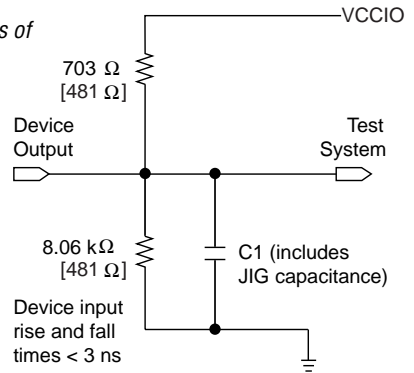 s of
VCCIO
703 Ω
[481 Ω]
Device
Output
Test
System
8.06 kΩ
[481 Ω]
C1 (includes
JIG capacitance)
Device input
rise and fall
times < 3 ns